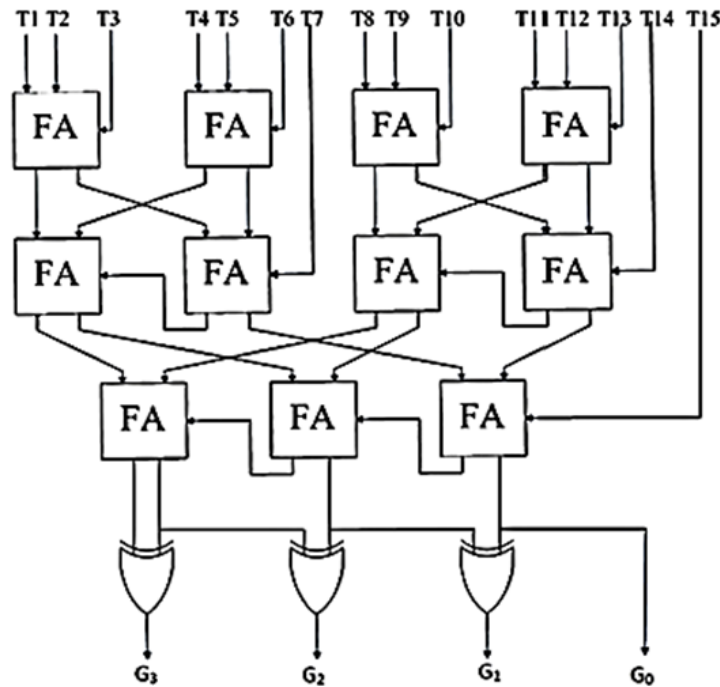 T1 T2 T3 T4 T5 T6 T7 T8 T9 T10 T11 T12 T13 T14 T15
FA FA FA FA
FA FA FA FA
FA FA FA
G₃ G₂ G₁ G₀